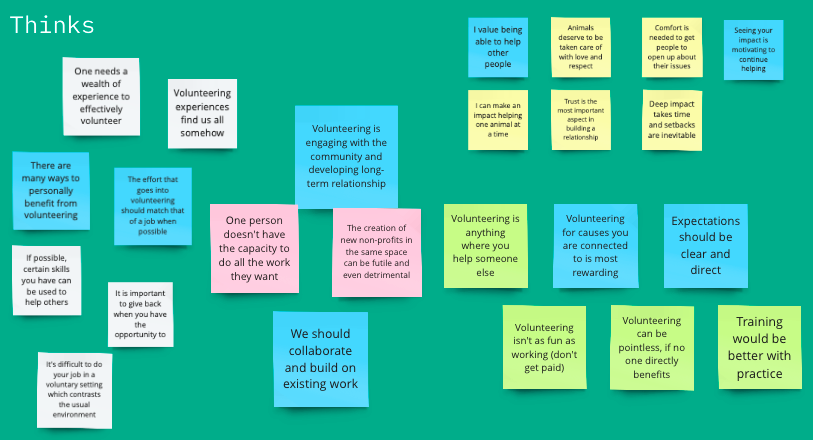 Thinks
One needs a
wealth of
experience to
effectively
volunteer
Volunteering
experiences
find us all
somehow
There are
many ways to
personally
benefit from
volunteering
The effort that
goes into
volunteering
should match that
of a job when
possible
If possible,
certain skills
you have can
be used to
help others
It is important
to give back
when you have
the
opportunity to
It's difficult to do
your job in a
voluntary setting
which contrasts
the usual
environment
Volunteering is
engaging with the
community and
developing long-
term relationship
One person
doesn't have
the capacity to
do all the work
they want
The creation of
new non-profits in
the same space
can be futile and
even detrimental
We should
collaborate
and build on
existing work
I value being
able to help
other
people
Animals
deserve to be
taken care of
with love and
respect
Comfort is
needed to get
people to
open up about
their issues
Seeing your
impact is
motivating to
continue
helping
I can make an
impact helping
one animal at
a time
Trust is the
most important
aspect in
building a
relationship
Deep impact
takes time
and setbacks
are inevitable
Volunteering is
anything
where you
help someone
else
Volunteering
for causes you
are connected
to is most
rewarding
Expectations
should be
clear and
direct
Volunteering
isn't as fun as
working (don't
get paid)
Volunteering
can be
pointless, if no
one directly
benefits
Training
would be
better with
practice